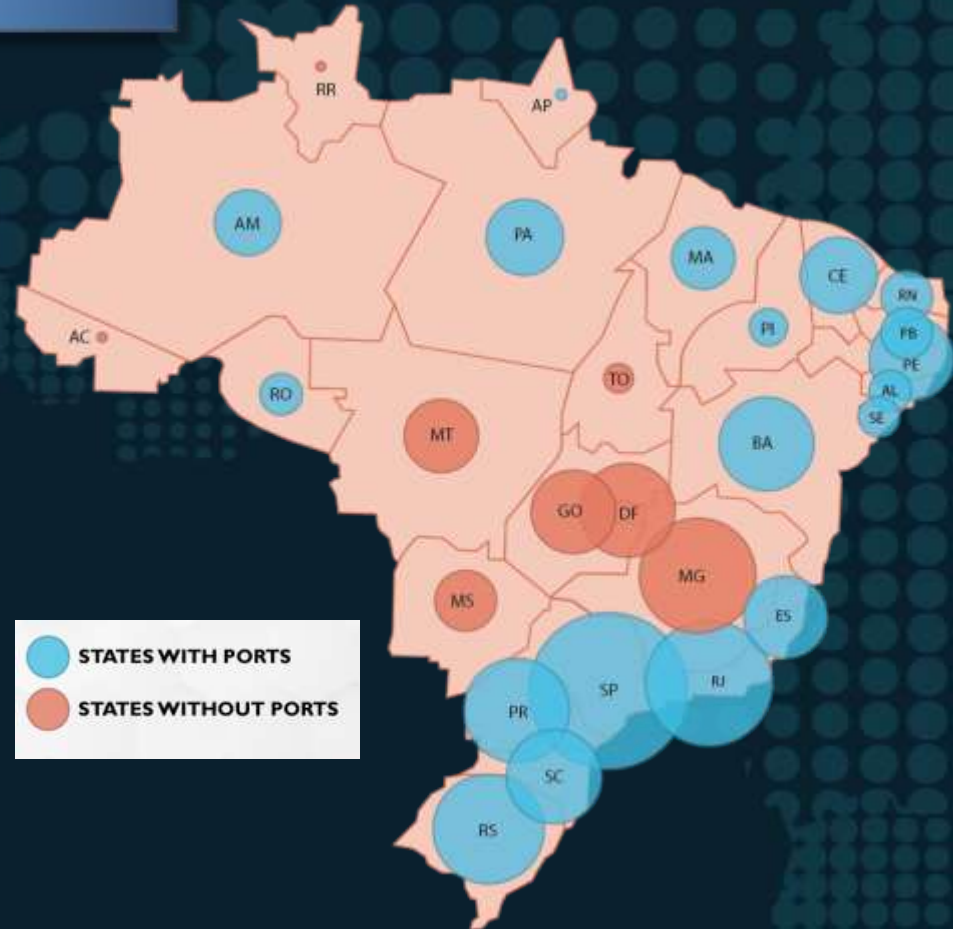 RR
AP
AM
PA
MA
CE
RN
PI
PB
PE
AC
TO
AL
RO
SE
MT
BA
GO
DF
MG
MS
ES
SP
RJ
PR
SC
RS
STATES WITH PORTS
STATES WITHOUT PORTS